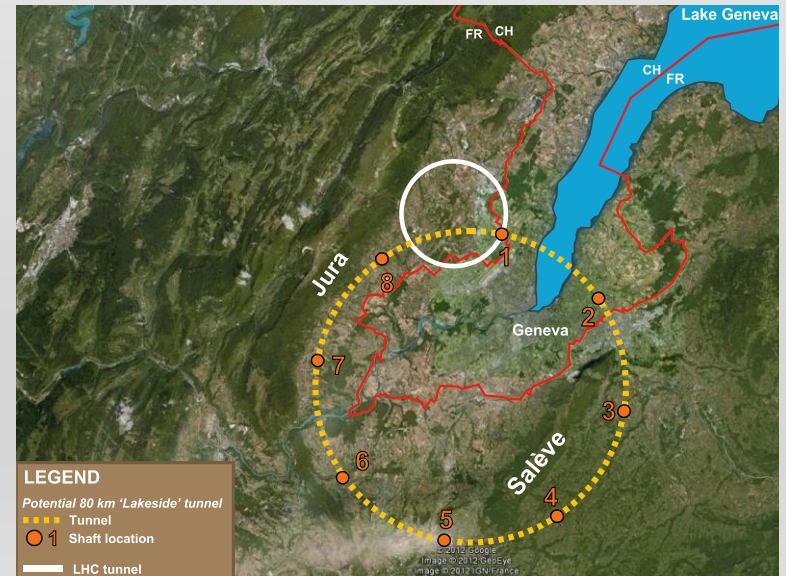 Lake Geneva
FR CH
CH
FR
1
Jura
8
2
Geneva
7
3
Salève
6
4
5
LEGEND
Potential 80 km ‘Lakeside’ tunnel
Tunnel
1 Shaft location
LHC tunnel
© 2012 Google
Image © 2012 GeoEye
Image © 2012 IGN-France